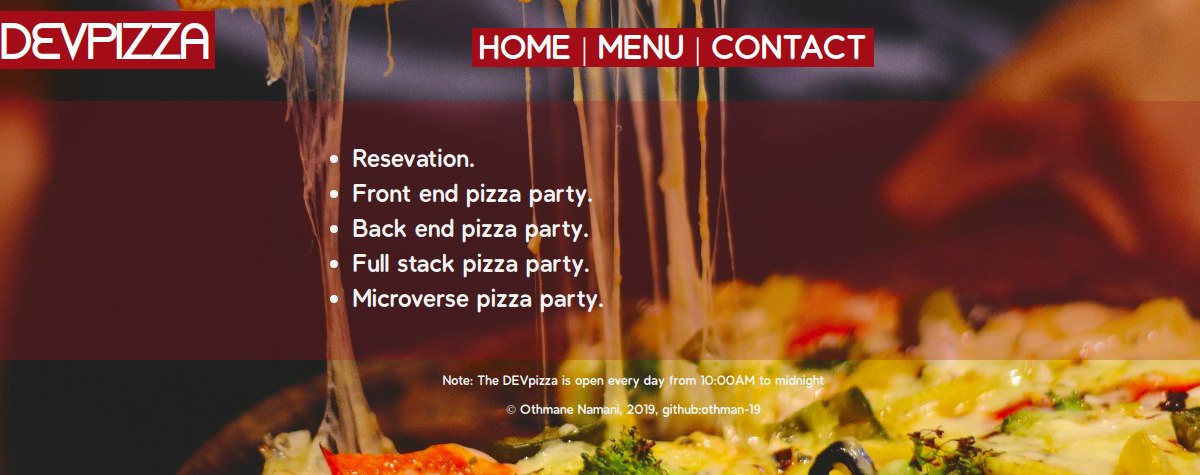 DEVPIZZA
HOME | MENU | CONTACT
Resevation.
Front end pizza party.
Back end pizza party.
Full stack pizza party.
Microverse pizza party.
Note: The DEVpizza is open every day from 10:00AM to midnight
© Othmane Namani, 2019, github:othman-19